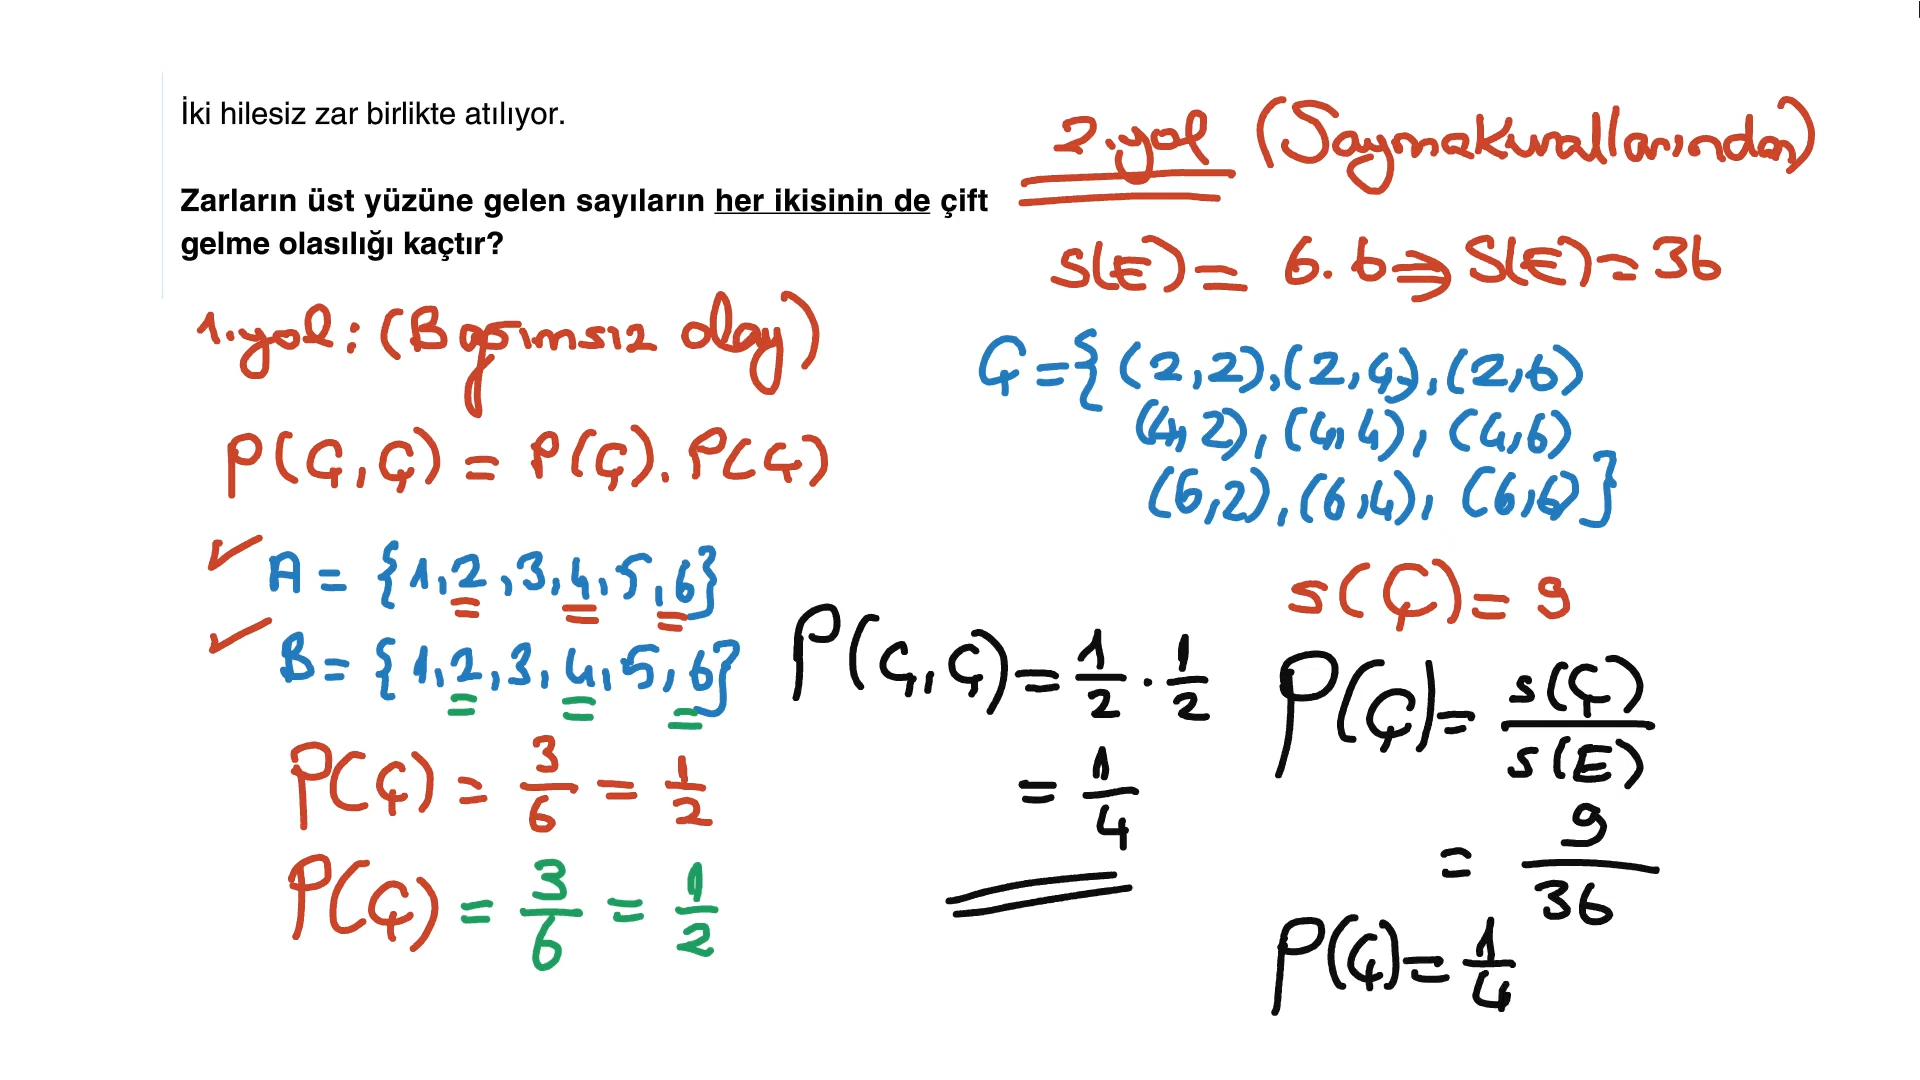 İki hilesiz zar birlikte atılıyor.
Zarların üst yüzüne gelen sayıların her ikisinin de çift
gelme olasılığı kaçtır?
1.yol: (Bağımsız olay)
P(Ç,Ç) = P(Ç).P(Ç)
A = {1,2,3,4,5,6}
B = {1,2,3,4,5,6}
P(Ç) = 3/6 = 1/2
P(Ç) = 3/6 = 1/2
P(Ç,Ç) = 1/2 . 1/2
= 1/4
2.yol (Saymakurallarından)
S(E) = 6.6 ⇒ S(E) = 36
Ç = {(2,2),(2,4),(2,6)
(4,2),(4,4),(4,6)
(6,2),(6,4),(6,6)}
s(Ç) = 9
P(Ç) = s(Ç)/s(E)
= 9/36
P(Ç) = 1/4